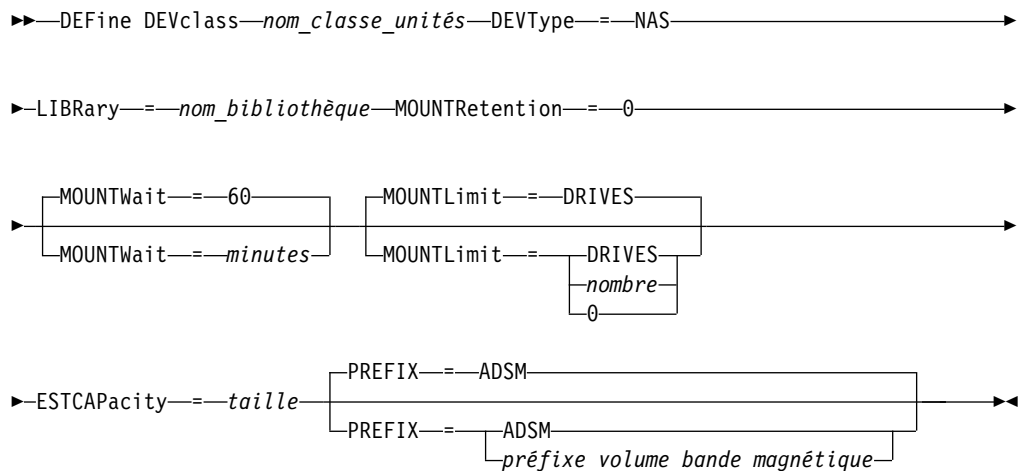 DEFine DEVclass nom_classe_unités DEVType = NAS
LIBRary = nom_bibliothèque MOUNTRetention = 0
MOUNTWait = 60 MOUNTLimit = DRIVES
MOUNTWait = minutes MOUNTLimit = DRIVES
nombre
0
PREFIX = ADSM
ESTCAPacity = taille
PREFIX = ADSM
préfixe volume bande magnétique